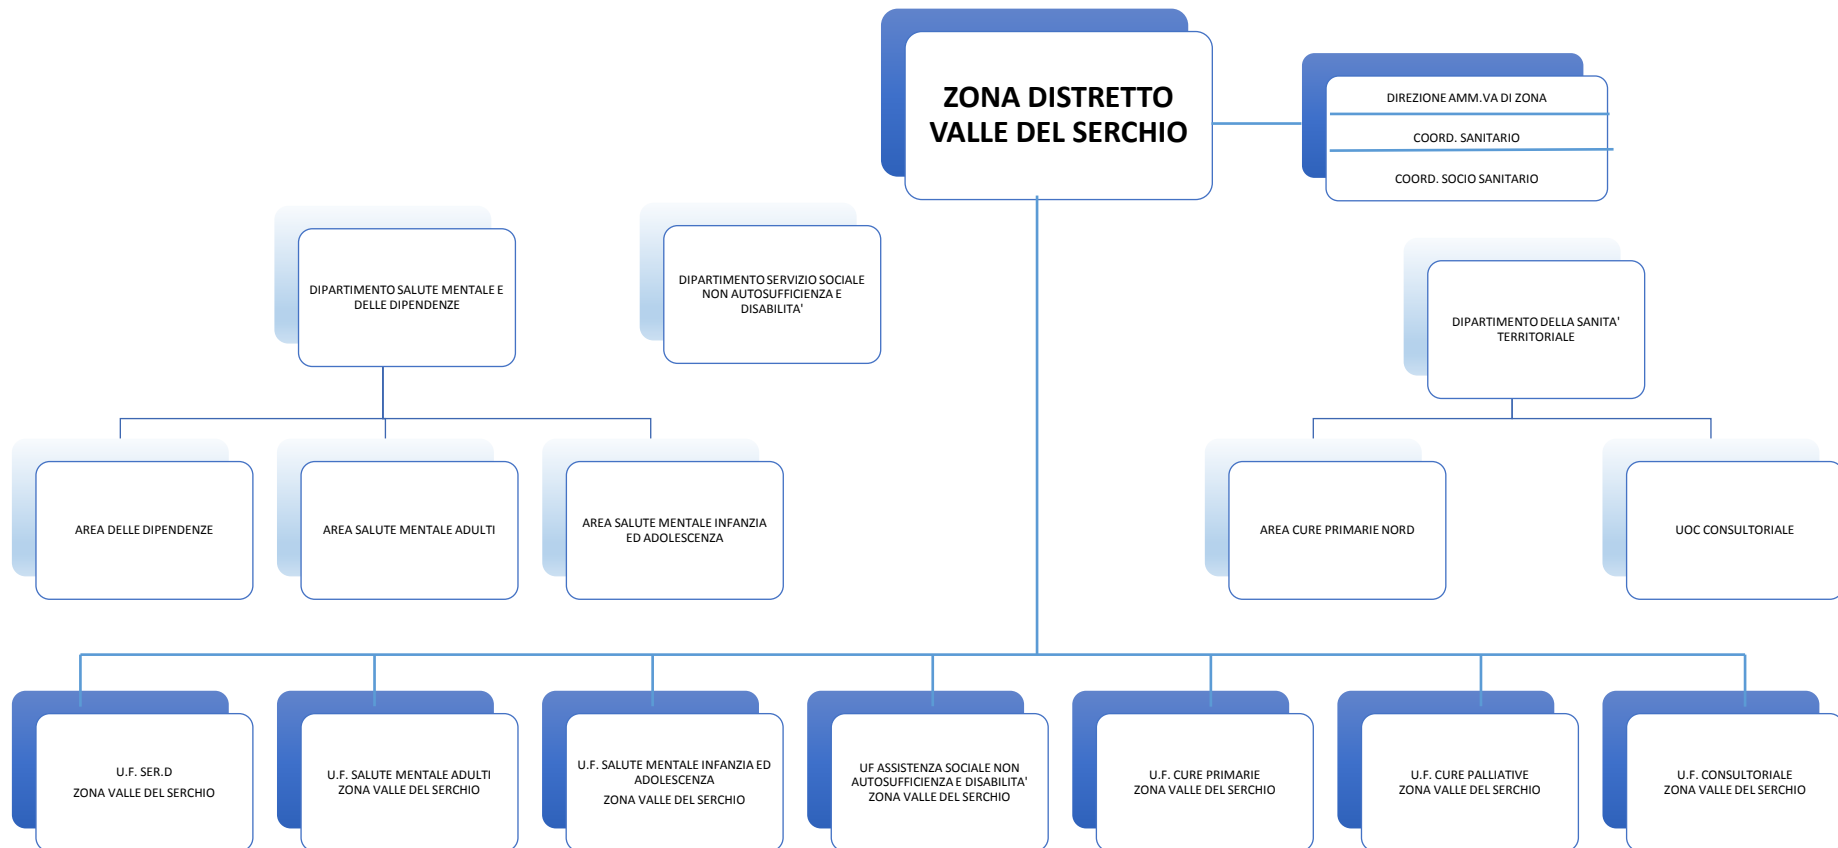 ZONA DISTRETTO
VALLE DEL SERCHIO
DIREZIONE AMM.VA DI ZONA
COORD. SANITARIO
COORD. SOCIO SANITARIO
DIPARTIMENTO SALUTE MENTALE E
DELLE DIPENDENZE
DIPARTIMENTO SERVIZIO SOCIALE
NON AUTOSUFFICIENZA E
DISABILITA'
DIPARTIMENTO DELLA SANITA'
TERRITORIALE
AREA DELLE DIPENDENZE
AREA SALUTE MENTALE ADULTI
AREA SALUTE MENTALE INFANZIA
ED ADOLESCENZA
AREA CURE PRIMARIE NORD
UOC CONSULTORIALE
U.F. SER.D
ZONA VALLE DEL SERCHIO
U.F. SALUTE MENTALE ADULTI
ZONA VALLE DEL SERCHIO
U.F. SALUTE MENTALE INFANZIA ED
ADOLESCENZA
ZONA VALLE DEL SERCHIO
UF ASSISTENZA SOCIALE NON
AUTOSUFFICIENZA E DISABILITA'
ZONA VALLE DEL SERCHIO
U.F. CURE PRIMARIE
ZONA VALLE DEL SERCHIO
U.F. CURE PALLIATIVE
ZONA VALLE DEL SERCHIO
U.F. CONSULTORIALE
ZONA VALLE DEL SERCHIO